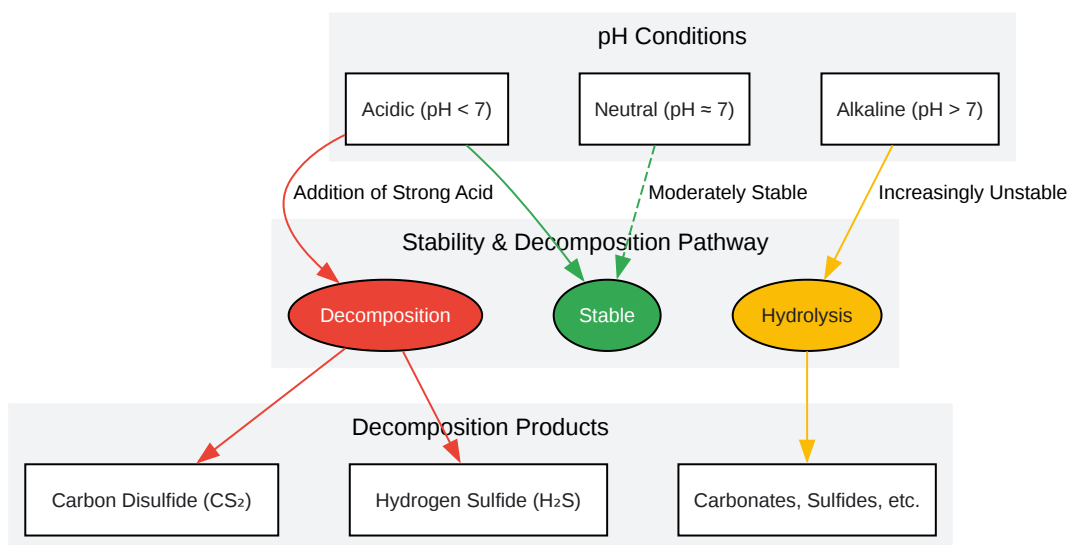 pH Conditions
Acidic (pH < 7)
Neutral (pH ≈ 7)
Alkaline (pH > 7)
Addition of Strong Acid
Moderately Stable
Increasingly Unstable
Stability & Decomposition Pathway
Decomposition
Stable
Hydrolysis
Decomposition Products
Carbon Disulfide (CS₂)
Hydrogen Sulfide (H₂S)
Carbonates, Sulfides, etc.